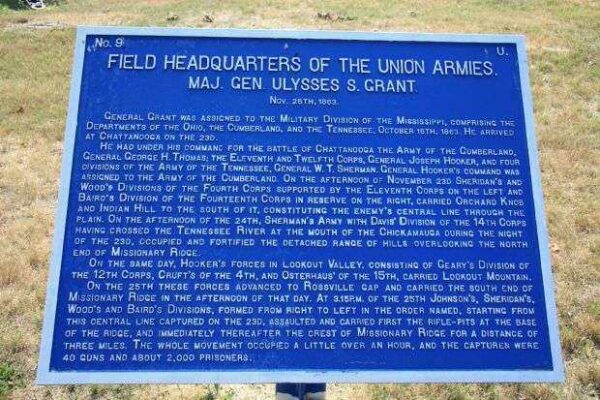 No. 9 U.
FIELD HEADQUARTERS OF THE UNION ARMIES.
MAJ. GEN. ULYSSES S. GRANT.
NOV. 25TH, 1863.
GENERAL GRANT WAS ASSIGNED TO THE MILITARY DIVISION OF THE MISSISSIPPI, COMPRISING THE
DEPARTMENTS OF THE OHIO, THE CUMBERLAND, AND THE TENNESSEE, OCTOBER 16TH, 1863. HE ARRIVED
AT CHATTANOOGA ON THE 23D.
HE HAD UNDER HIS COMMAND FOR THE BATTLE OF CHATTANOOGA THE ARMY OF THE CUMBERLAND,
GENERAL GEORGE H. THOMAS; THE ELEVENTH AND TWELFTH CORPS, GENERAL JOSEPH HOOKER, AND FOUR
DIVISIONS OF THE ARMY OF THE TENNESSEE, GENERAL W. T. SHERMAN. GENERAL HOOKER'S COMMAND WAS
ASSIGNED TO THE ARMY OF THE CUMBERLAND. ON THE AFTERNOON OF NOVEMBER 23D SHERIDAN'S AND
WOOD'S DIVISIONS OF THE FOURTH CORPS SUPPORTED BY THE ELEVENTH CORPS ON THE LEFT AND
BAIRD'S DIVISION OF THE FOURTEENTH CORPS IN RESERVE ON THE RIGHT, CARRIED ORCHARD KNOB
AND INDIAN HILL TO THE SOUTH OF IT, CONSTITUTING THE ENEMY'S CENTRAL LINE THROUGH THE
PLAIN. ON THE AFTERNOON OF THE 24TH, SHERMAN'S ARMY WITH DAVIS' DIVISION OF THE 14TH CORPS
HAVING CROSSED THE TENNESSEE RIVER AT THE MOUTH OF THE CHICKAMAUGA DURING THE NIGHT
OF THE 23D, OCCUPIED AND FORTIFIED THE DETACHED RANGE OF HILLS OVERLOOKING THE NORTH
END OF MISSIONARY RIDGE.
ON THE SAME DAY, HOOKER'S FORCES IN LOOKOUT VALLEY, CONSISTING OF GEARY'S DIVISION OF
THE 12TH CORPS, CRUFT'S OF THE 4TH, AND OSTERHAUS' OF THE 15TH, CARRIED LOOKOUT MOUNTAIN.
ON THE 25TH THESE FORCES ADVANCED TO ROSSVILLE GAP AND CARRIED THE SOUTH END OF
MISSIONARY RIDGE IN THE AFTERNOON OF THAT DAY. AT 3.15 P.M. OF THE 25TH JOHNSON'S, SHERIDAN'S,
WOOD'S AND BAIRD'S DIVISIONS, FORMED FROM RIGHT TO LEFT IN THE ORDER NAMED, STARTING FROM
THIS CENTRAL LINE CAPTURED ON THE 23D, ASSAULTED AND CARRIED FIRST THE RIFLE-PITS AT THE BASE
OF THE RIDGE, AND IMMEDIATELY THEREAFTER THE CREST OF MISSIONARY RIDGE FOR A DISTANCE OF
THREE MILES. THE WHOLE MOVEMENT OCCUPIED A LITTLE OVER AN HOUR, AND THE CAPTURES WERE
40 GUNS AND ABOUT 2,000 PRISONERS.